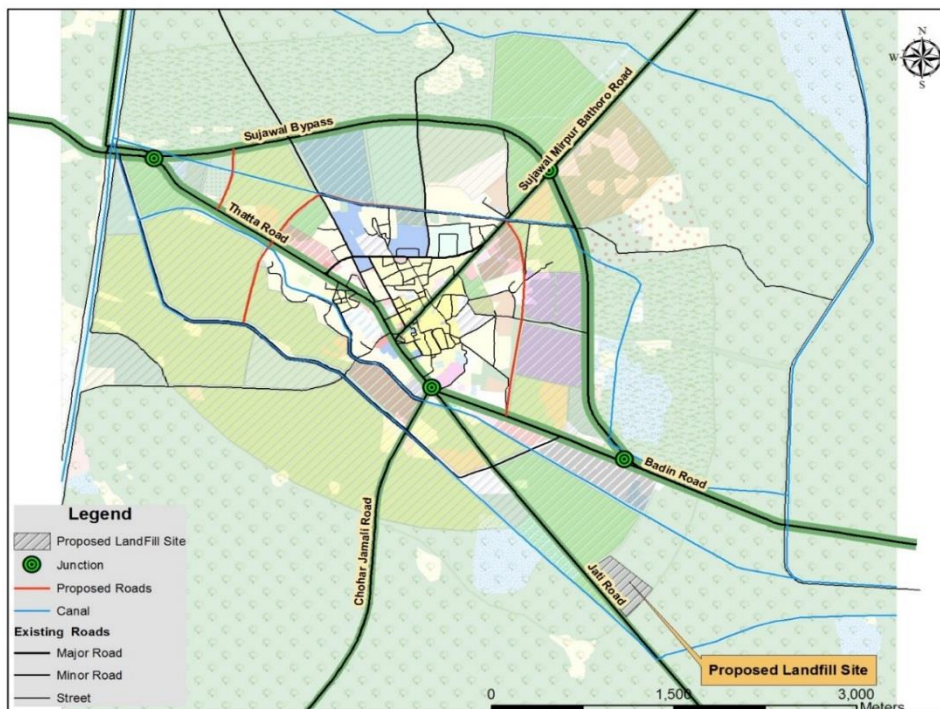 N
W
S
Sujawal Bypass
Sujawal Mirpur Bathoro Road
Thatta Road
Badin Road
Chohar Jamali Road
Jati Road
Proposed Landfill Site
Legend
Proposed LandFill Site
Junction
Proposed Roads
Canal
Existing Roads
Major Road
Minor Road
Street
0 1,500 3,000
Meters